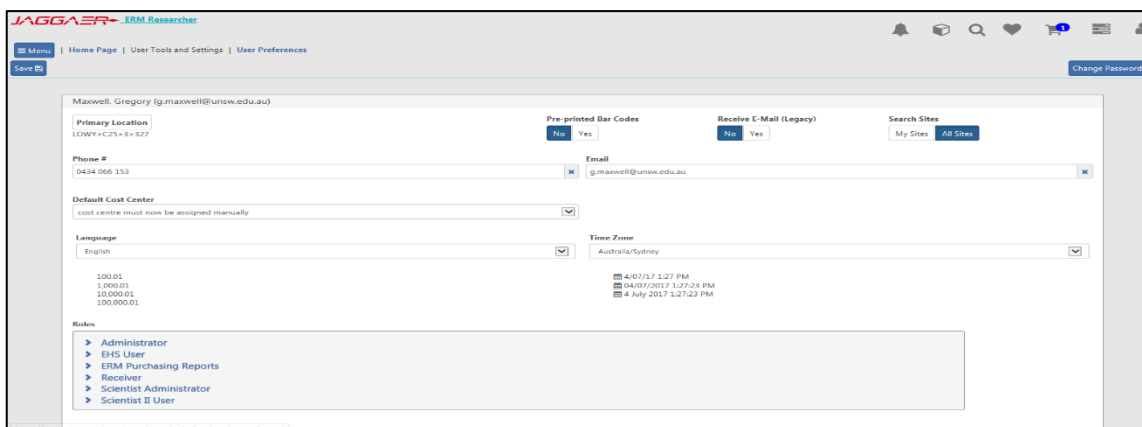 JAGGAER ERM Researcher
1
Menu | Home Page | User Tools and Settings | User Preferences
Save Change Password
Maxwell, Gregory (g.maxwell@unsw.edu.au)
Primary Location Pre-printed Bar Codes Receive E-Mail (Legacy) Search Sites
LOWY>C25>3>327 No Yes No Yes My Sites All Sites
Phone # Email
0434 066 153 g.maxwell@unsw.edu.au
Default Cost Center
cost centre must now be assigned manually
Language Time Zone
English Australia/Sydney
100.01 4/07/17 1:27 PM
1,000.01 04/07/2017 1:27:23 PM
10,000.01 4 July 2017 1:27:23 PM
100,000.01
Roles
Administrator
EHS User
ERM Purchasing Reports
Receiver
Scientist Administrator
Scientist II User